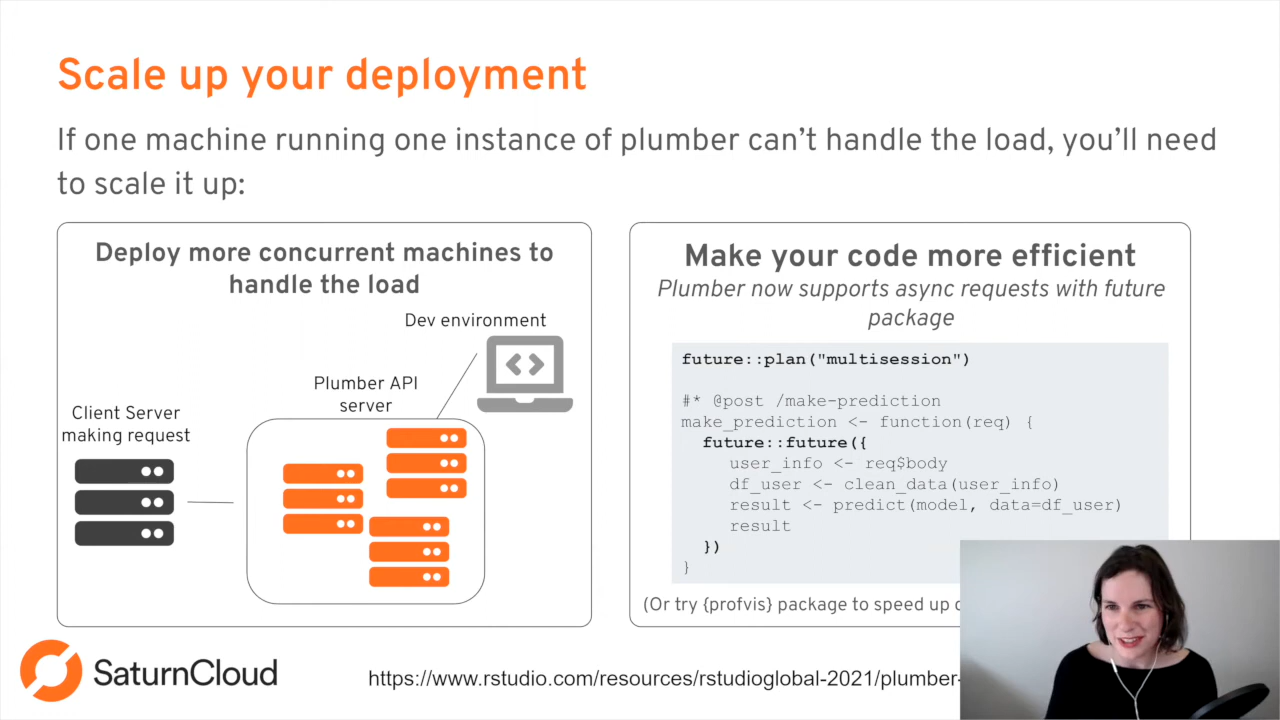 Scale up your deployment
If one machine running one instance of plumber can't handle the load, you'll need
to scale it up:
Deploy more concurrent machines to
handle the load
Dev environment
Plumber API
server
Client Server
making request
Make your code more efficient
Plumber now supports async requests with future
package
future::plan("multisession")
#* @post /make-prediction
make_prediction <- function(req) {
future::future({
user_info <- req$body
df_user <- clean_data(user_info)
result <- predict(model, data=df_user)
result
})
}
(Or try {profvis} package to speed up
SaturnCloud
https://www.rstudio.com/resources/rstudioglobal-2021/plumber-